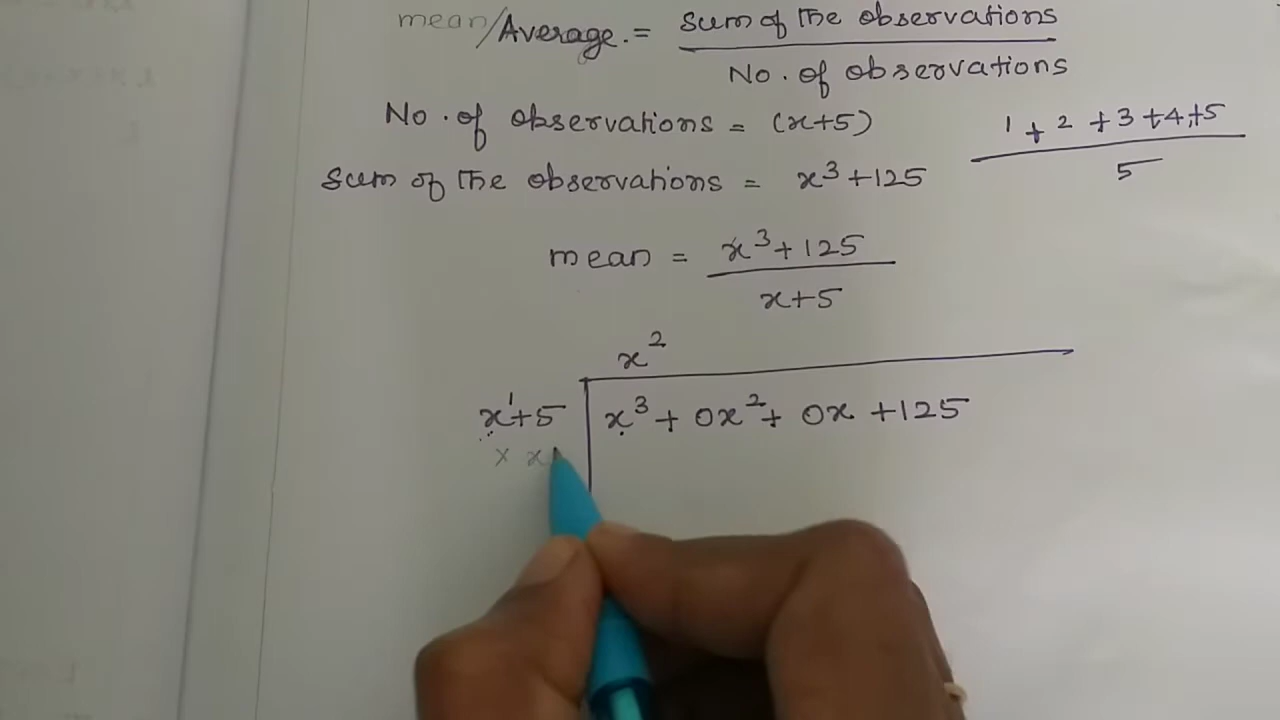 mean/Average. = sum of the observations
No. of observations
No. of observations = (x+5)
1 + 2 + 3 + 4 + 5
5
sum of the observations = x³ + 125
mean = x³ + 125
x+5
x²
x¹+5 x³ + 0x² + 0x + 125
× x